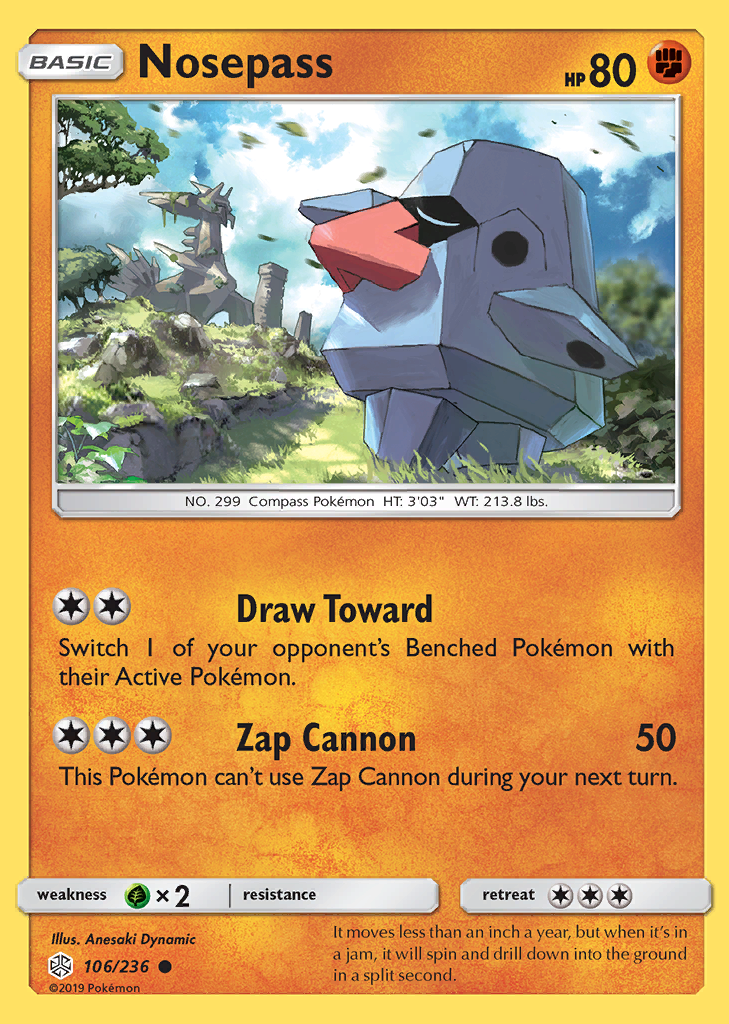 BASIC Nosepass HP 80
NO. 299 Compass Pokémon HT: 3'03" WT: 213.8 lbs.
Draw Toward
Switch 1 of your opponent's Benched Pokémon with
their Active Pokémon.
Zap Cannon 50
This Pokémon can't use Zap Cannon during your next turn.
weakness × 2 resistance retreat
Illus. Anesaki Dynamic
106/236
©2019 Pokémon
It moves less than an inch a year, but when it's in
a jam, it will spin and drill down into the ground
in a split second.